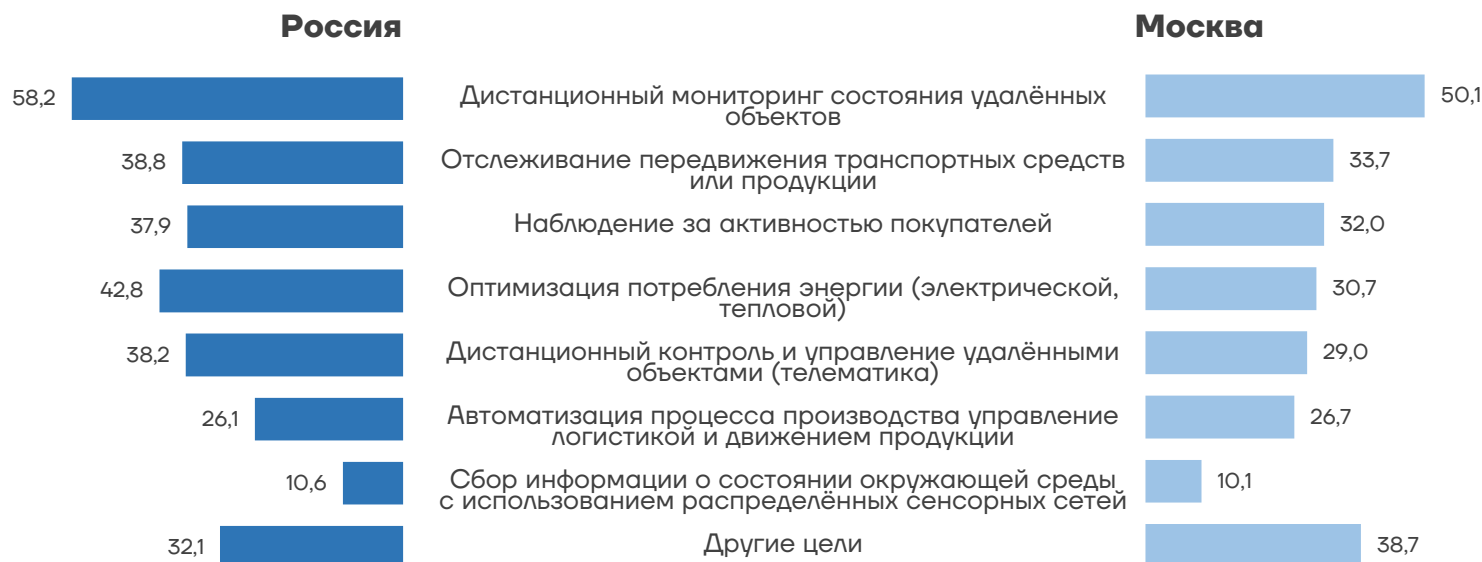 Россия
Москва
58,2
Дистанционный мониторинг состояния удалённых
объектов
50,1
38,8
Отслеживание передвижения транспортных средств
или продукции
33,7
37,9
Наблюдение за активностью покупателей
32,0
42,8
Оптимизация потребления энергии (электрической,
тепловой)
30,7
38,2
Дистанционный контроль и управление удалёнными
объектами (телематика)
29,0
26,1
Автоматизация процесса производства управление
логистикой и движением продукции
26,7
10,6
Сбор информации о состоянии окружающей среды
с использованием распределённых сенсорных сетей
10,1
32,1
Другие цели
38,7